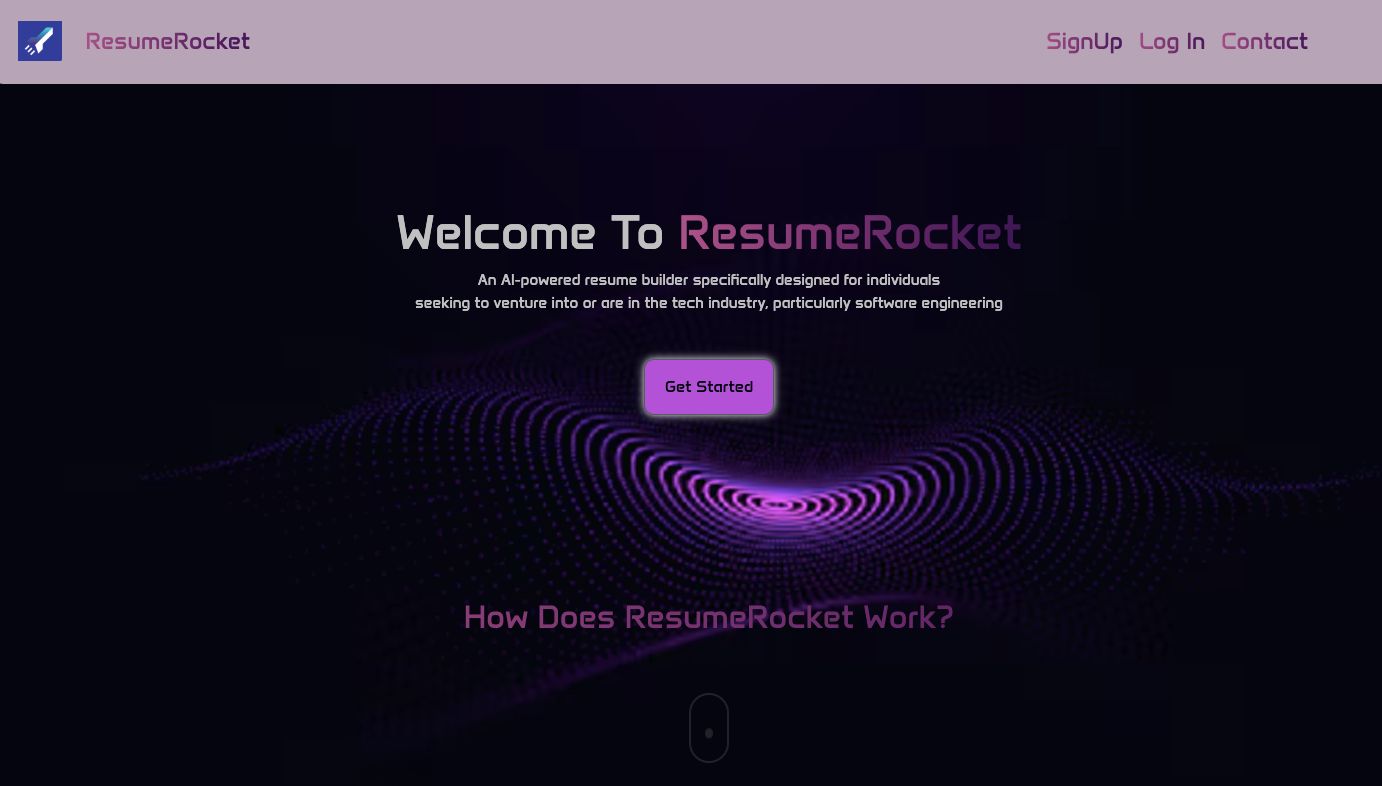 ResumeRocket
SignUp Log In Contact
Welcome To ResumeRocket
An AI-powered resume builder specifically designed for individuals
seeking to venture into or are in the tech industry, particularly software engineering
Get Started
How Does ResumeRocket Work?